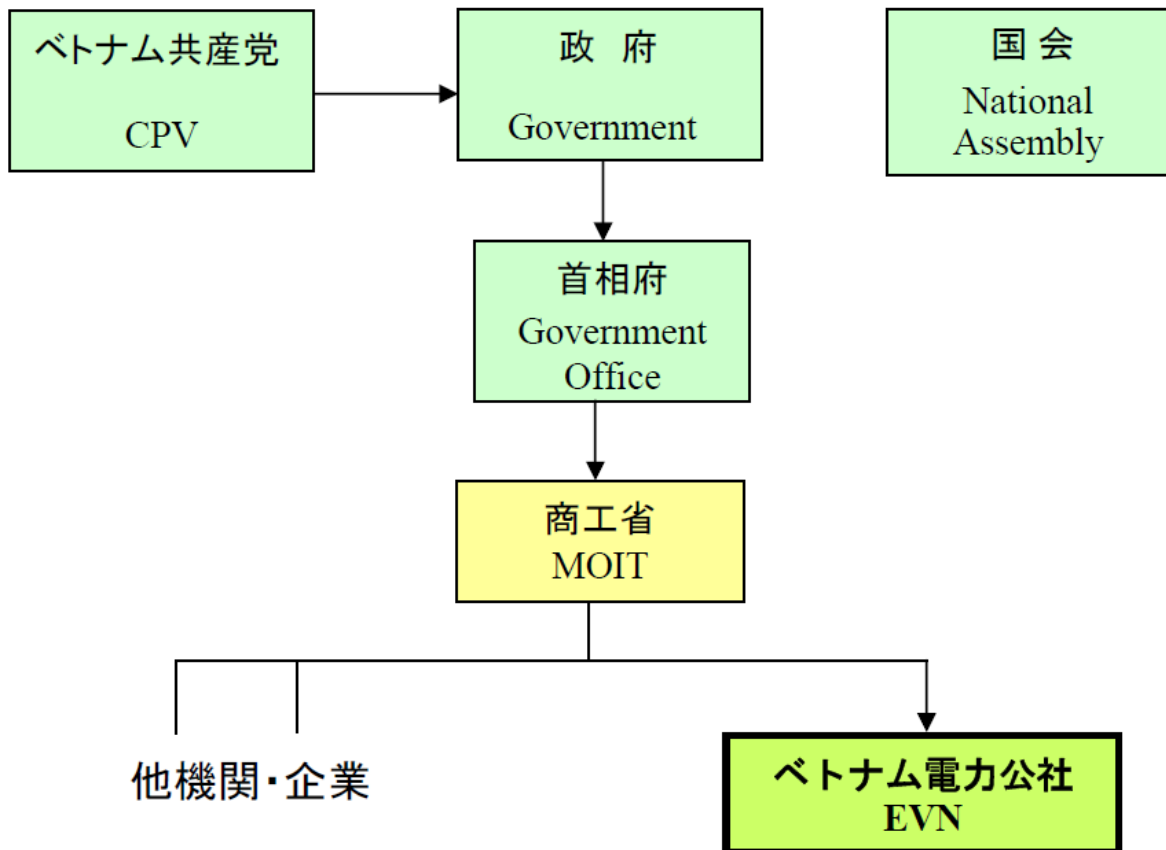 ベトナム共産党
CPV
政 府
Government
国 会
National
Assembly
首相府
Government
Office
商工省
MOIT
他機関・企業
ベトナム電力公社
EVN